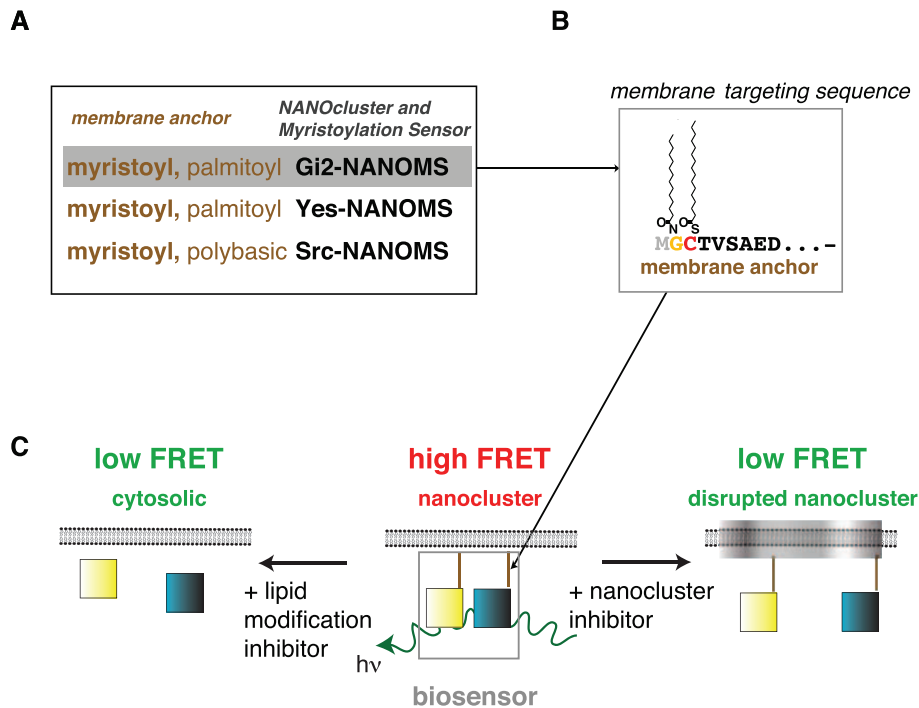 A
membrane anchor
NANOcluster and
Myristoylation Sensor
myristoyl, palmitoyl Gi2-NANOMS
myristoyl, palmitoyl Yes-NANOMS
myristoyl, polybasic Src-NANOMS
B
membrane targeting sequence
O O
N S
MGCTVSAED...–
membrane anchor
C
low FRET
cytosolic
+ lipid
modification
inhibitor
high FRET
nanocluster
hν
biosensor
+ nanocluster
inhibitor
low FRET
disrupted nanocluster